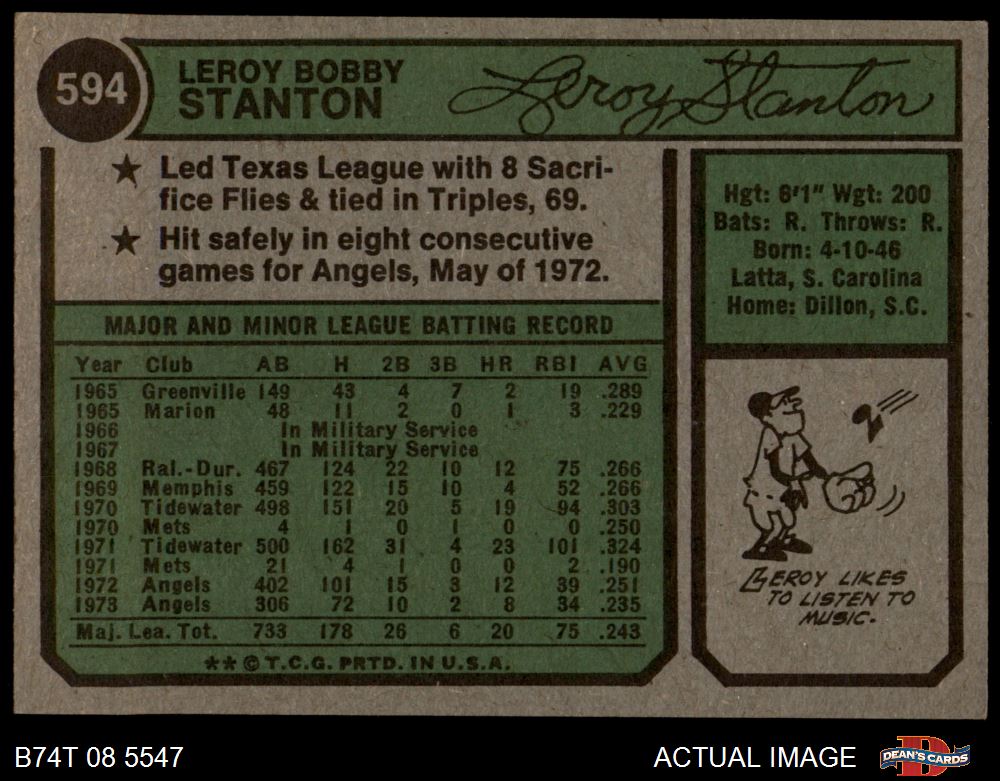 594
LEROY BOBBY
STANTON
Leroy Stanton
★ Led Texas League with 8 Sacri-
fice Flies & tied in Triples, 69.
★ Hit safely in eight consecutive
games for Angels, May of 1972.
Hgt: 6'1" Wgt: 200
Bats: R. Throws: R.
Born: 4-10-46
Latta, S. Carolina
Home: Dillon, S.C.
MAJOR AND MINOR LEAGUE BATTING RECORD
Year Club AB H 2B 3B HR RBI AVG
1965 Greenville 149 43 4 7 2 19 .289
1965 Marion 48 11 2 0 1 3 .229
1966 In Military Service
1967 In Military Service
1968 Ral.-Dur. 467 124 22 10 12 75 .266
1969 Memphis 459 122 15 10 4 52 .266
1970 Tidewater 498 151 20 5 19 94 .303
1970 Mets 4 1 0 1 0 0 .250
1971 Tidewater 500 162 31 4 23 101 .324
1971 Mets 21 4 1 0 0 2 .190
1972 Angels 402 101 15 3 12 39 .251
1973 Angels 306 72 10 2 8 34 .235
Maj. Lea. Tot. 733 178 26 6 20 75 .243
** © T.C.G. PRTD. IN U.S.A.
LEROY LIKES
TO LISTEN TO
MUSIC.
B74T 08 5547
ACTUAL IMAGE
DEAN'S CARDS